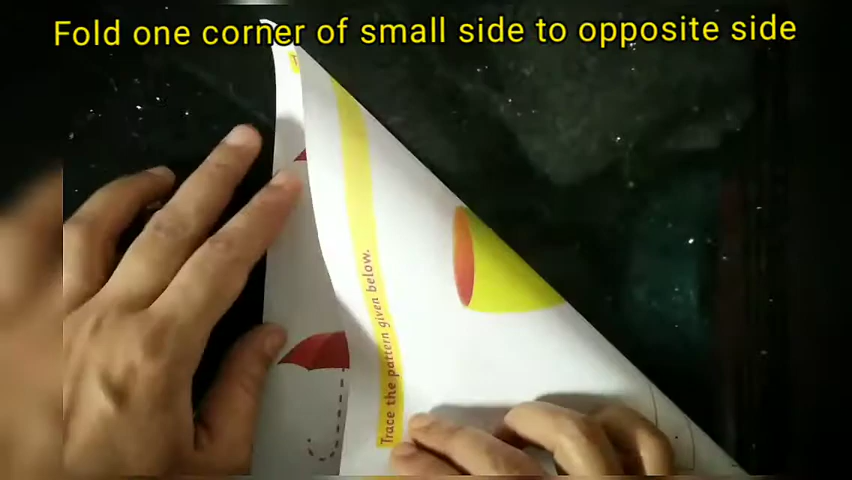 Fold one corner of small side to opposite side
Trace the pattern given below.